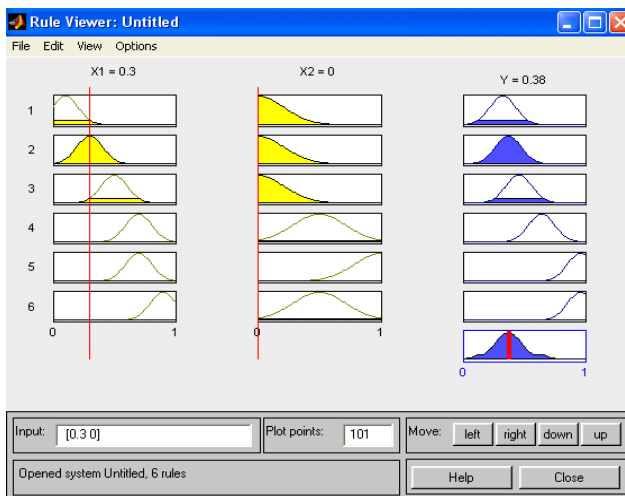 Rule Viewer: Untitled
File Edit View Options
X1 = 0.3 X2 = 0 Y = 0.38
1
2
3
4
5
6
0 1 0 1
0 1
Input: [0.3 0] Plot points: 101 Move: left right down up
Opened system Untitled, 6 rules Help Close